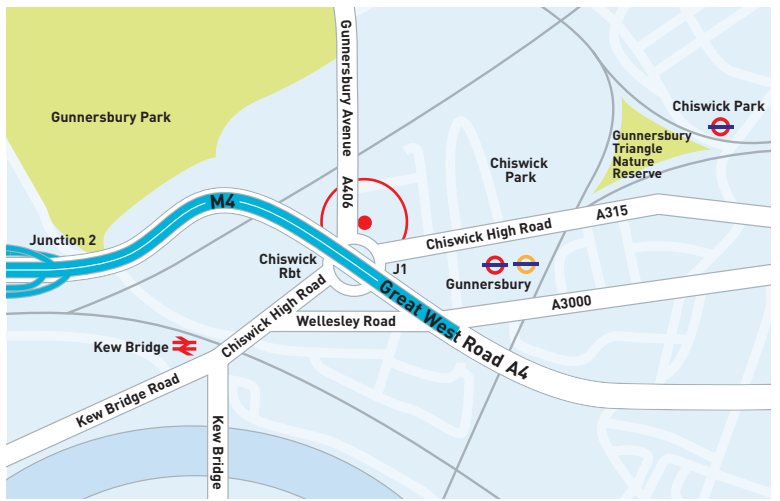 Gunnersbury Avenue A406
Gunnersbury Park
Chiswick Park
Gunnersbury
Triangle
Nature
Reserve
Chiswick
Park
M4
A315
Chiswick High Road
Junction 2
Chiswick
Rbt
J1
Gunnersbury
A3000
Great West Road A4
Chiswick High Road
Wellesley Road
Kew Bridge
Kew Bridge Road
Kew Bridge